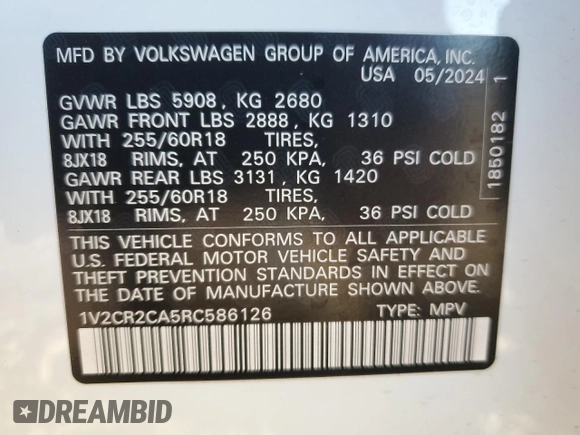 MFD BY VOLKSWAGEN GROUP OF AMERICA, INC.
USA 05/2024
GVWR LBS 5908, KG 2680
GAWR FRONT LBS 2888, KG 1310
WITH 255/60R18 TIRES,
8JX18 RIMS, AT 250 KPA, 36 PSI COLD
GAWR REAR LBS 3131, KG 1420
WITH 255/60R18 TIRES,
8JX18 RIMS, AT 250 KPA, 36 PSI COLD
THIS VEHICLE CONFORMS TO ALL APPLICABLE
U.S. FEDERAL MOTOR VEHICLE SAFETY AND
THEFT PREVENTION STANDARDS IN EFFECT ON
THE DATE OF MANUFACTURE SHOWN ABOVE.
1V2CR2CA5RC586126 TYPE: MPV
1850182 1
DREAMBID